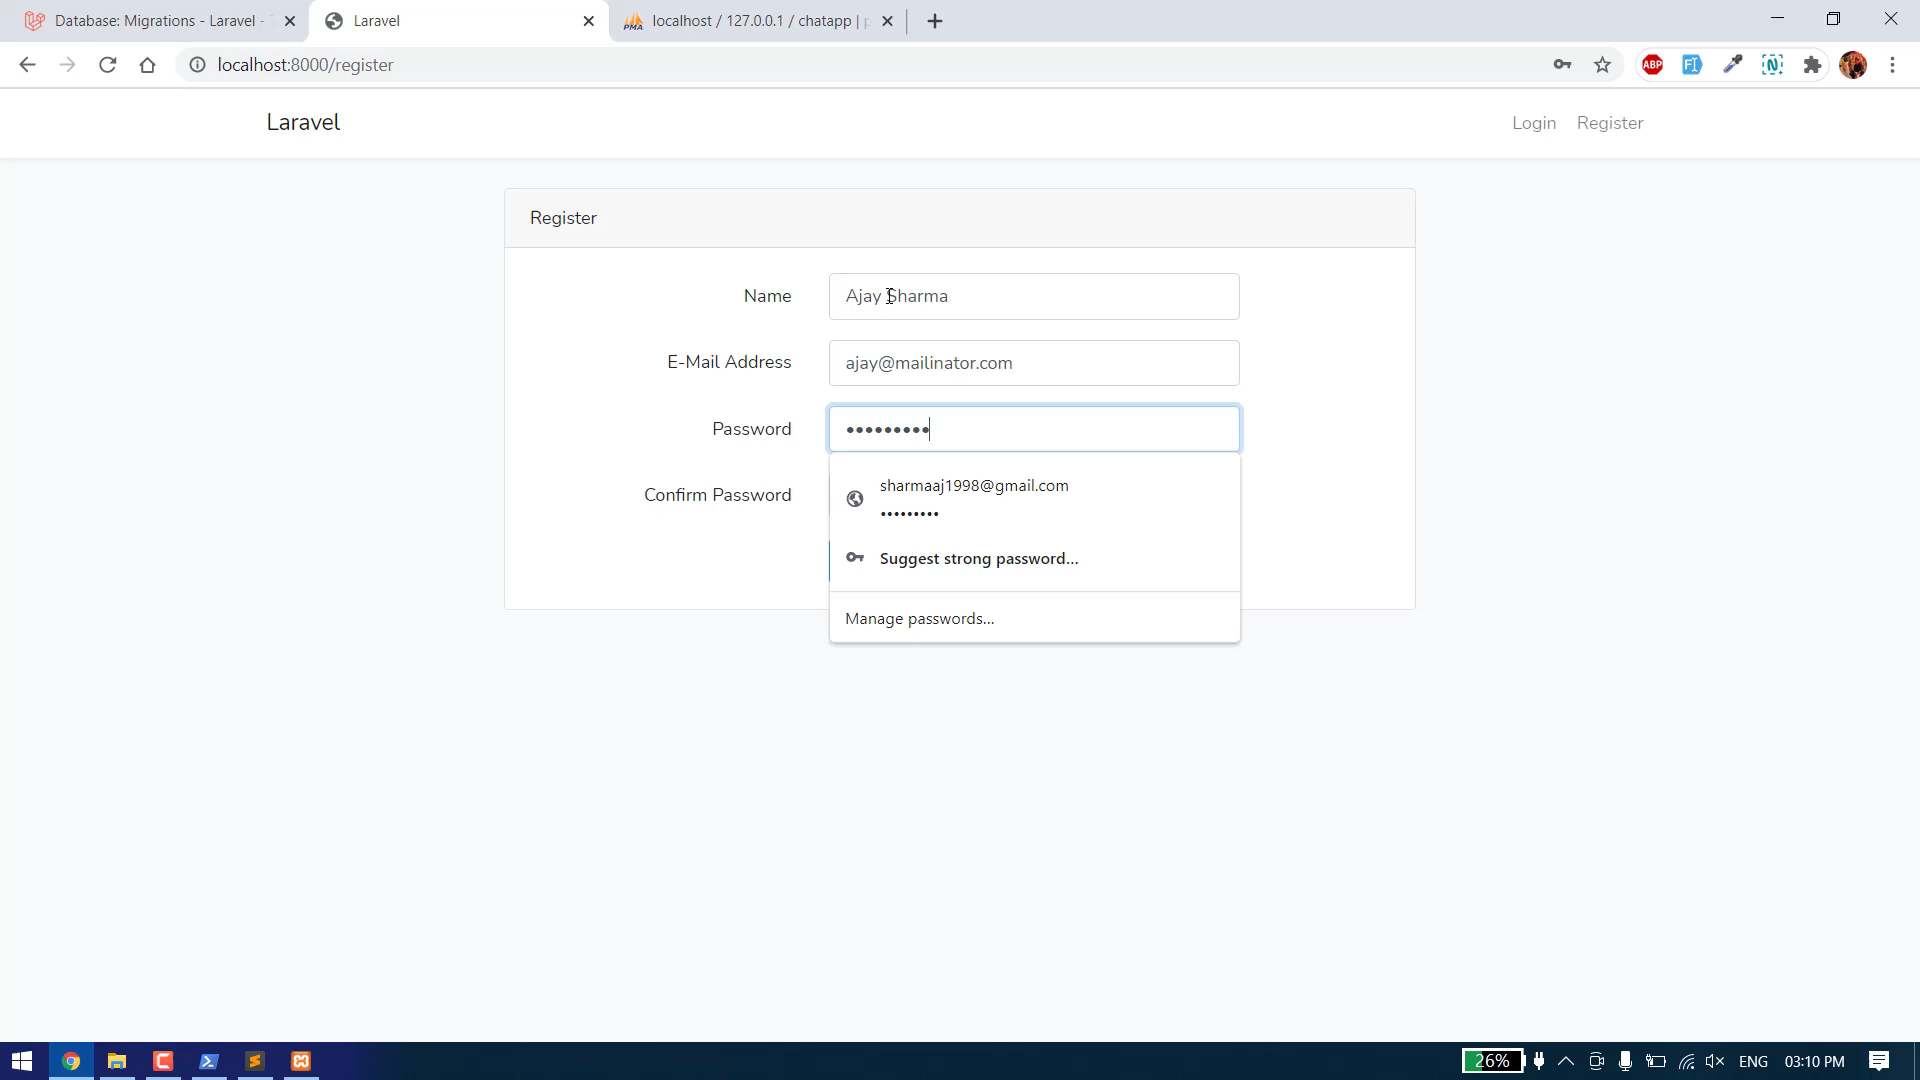 Database: Migrations - Laravel -
Laravel
localhost / 127.0.0.1 / chatapp |
localhost:8000/register
ABP
Laravel
Login
Register
Register
Name
Ajay Sharma
E-Mail Address
ajay@mailinator.com
Password
•••••••••
sharmaaj1998@gmail.com
•••••••••
Confirm Password
Suggest strong password...
Manage passwords...
26%
ENG
03:10 PM